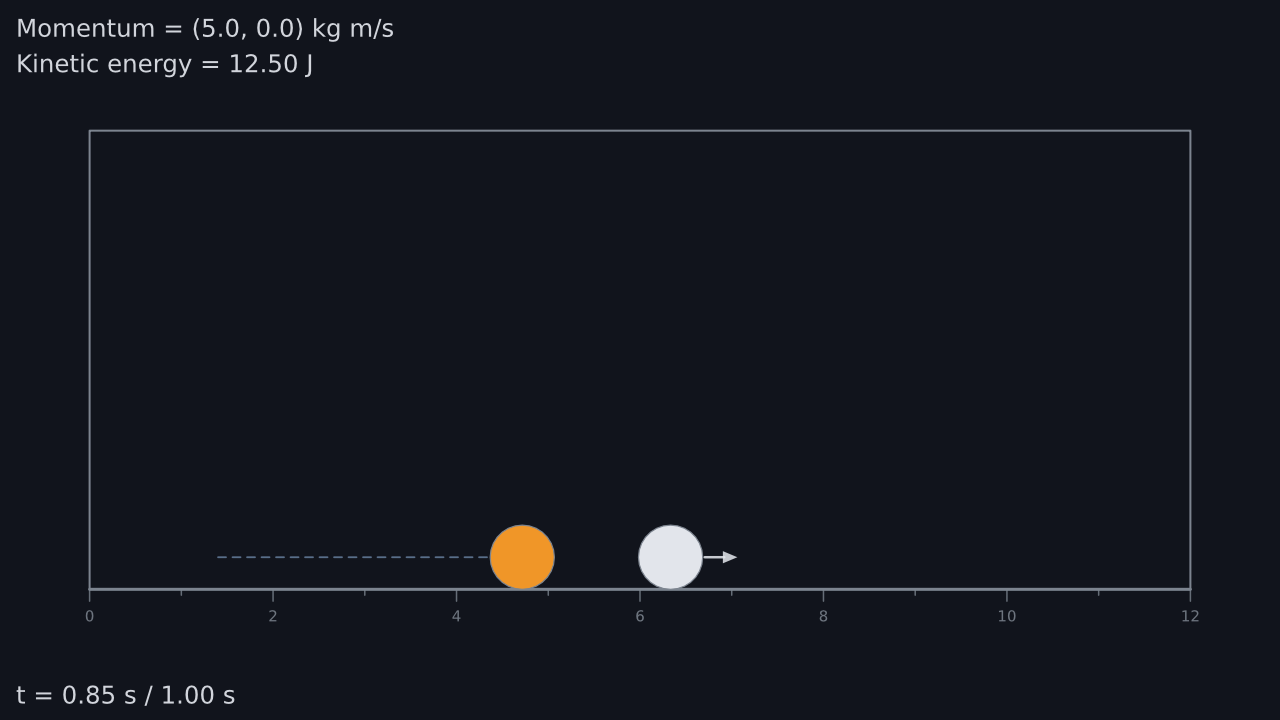 Momentum = (5.0, 0.0) kg m/s
Kinetic energy = 12.50 J
0 2 4 6 8 10 12
t = 0.85 s / 1.00 s